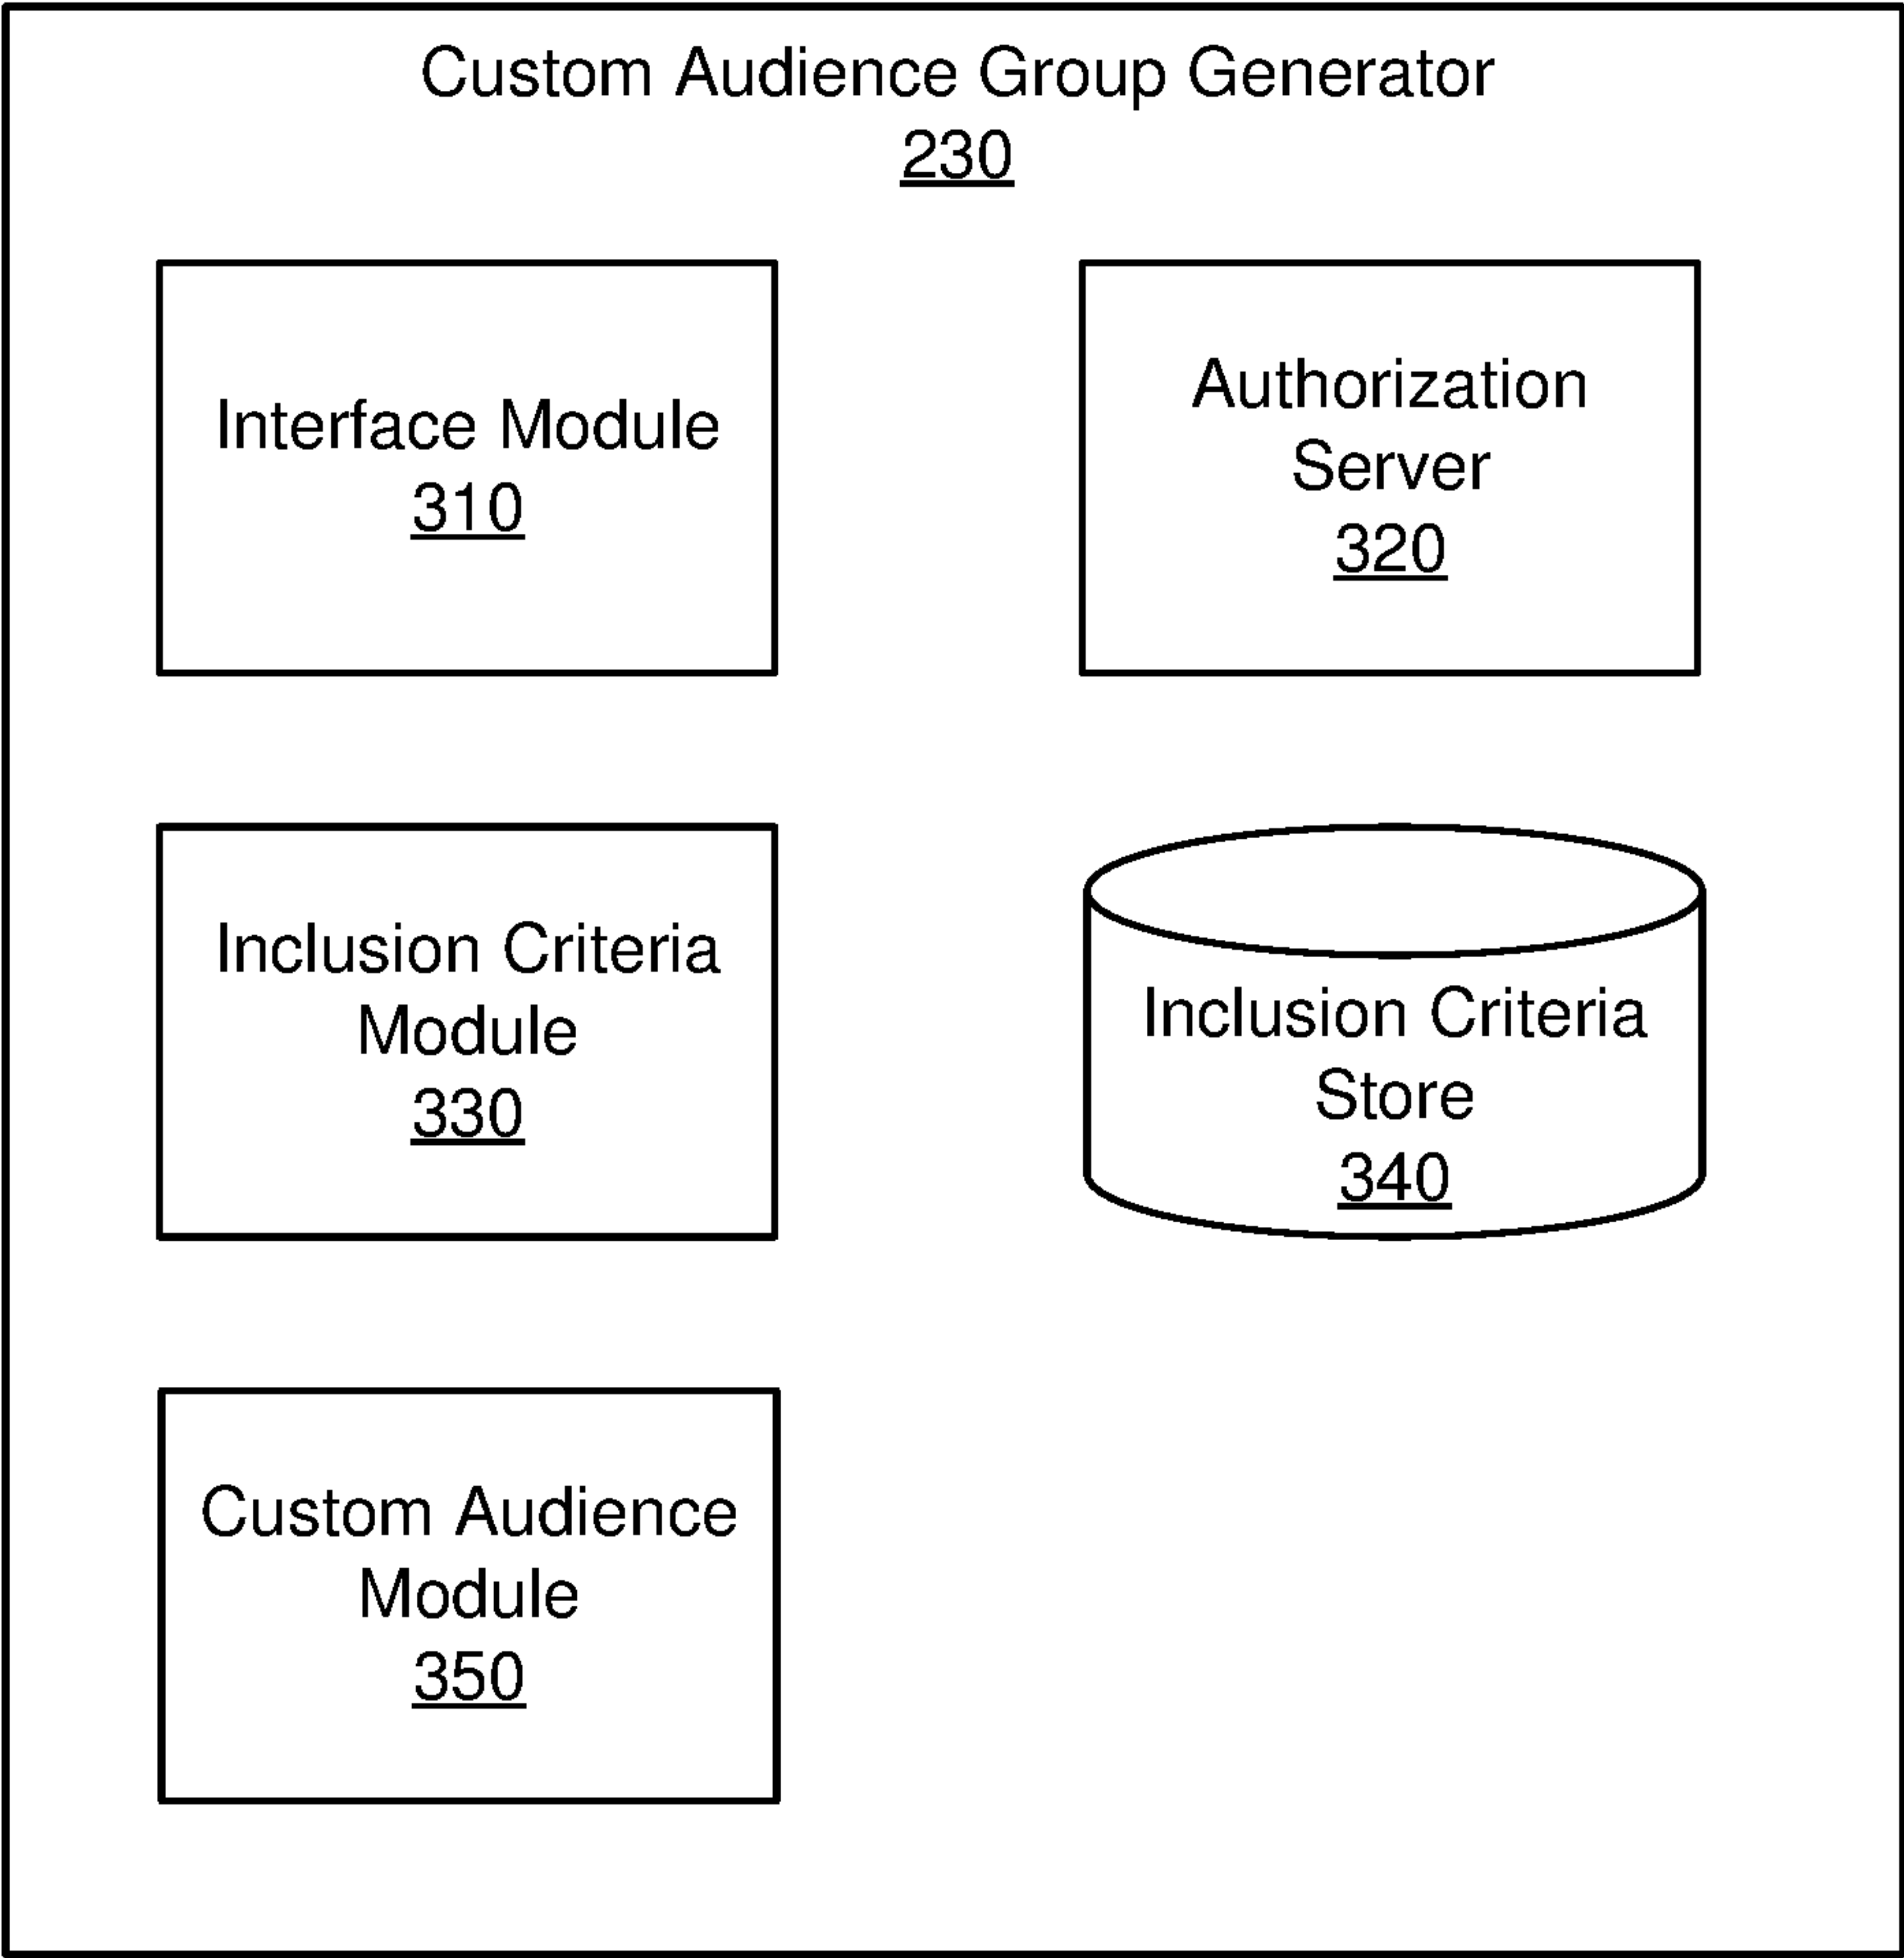 Custom Audience Group Generator
230
Interface Module
310
Authorization
Server
320
Inclusion Criteria
Module
330
Inclusion Criteria
Store
340
Custom Audience
Module
350